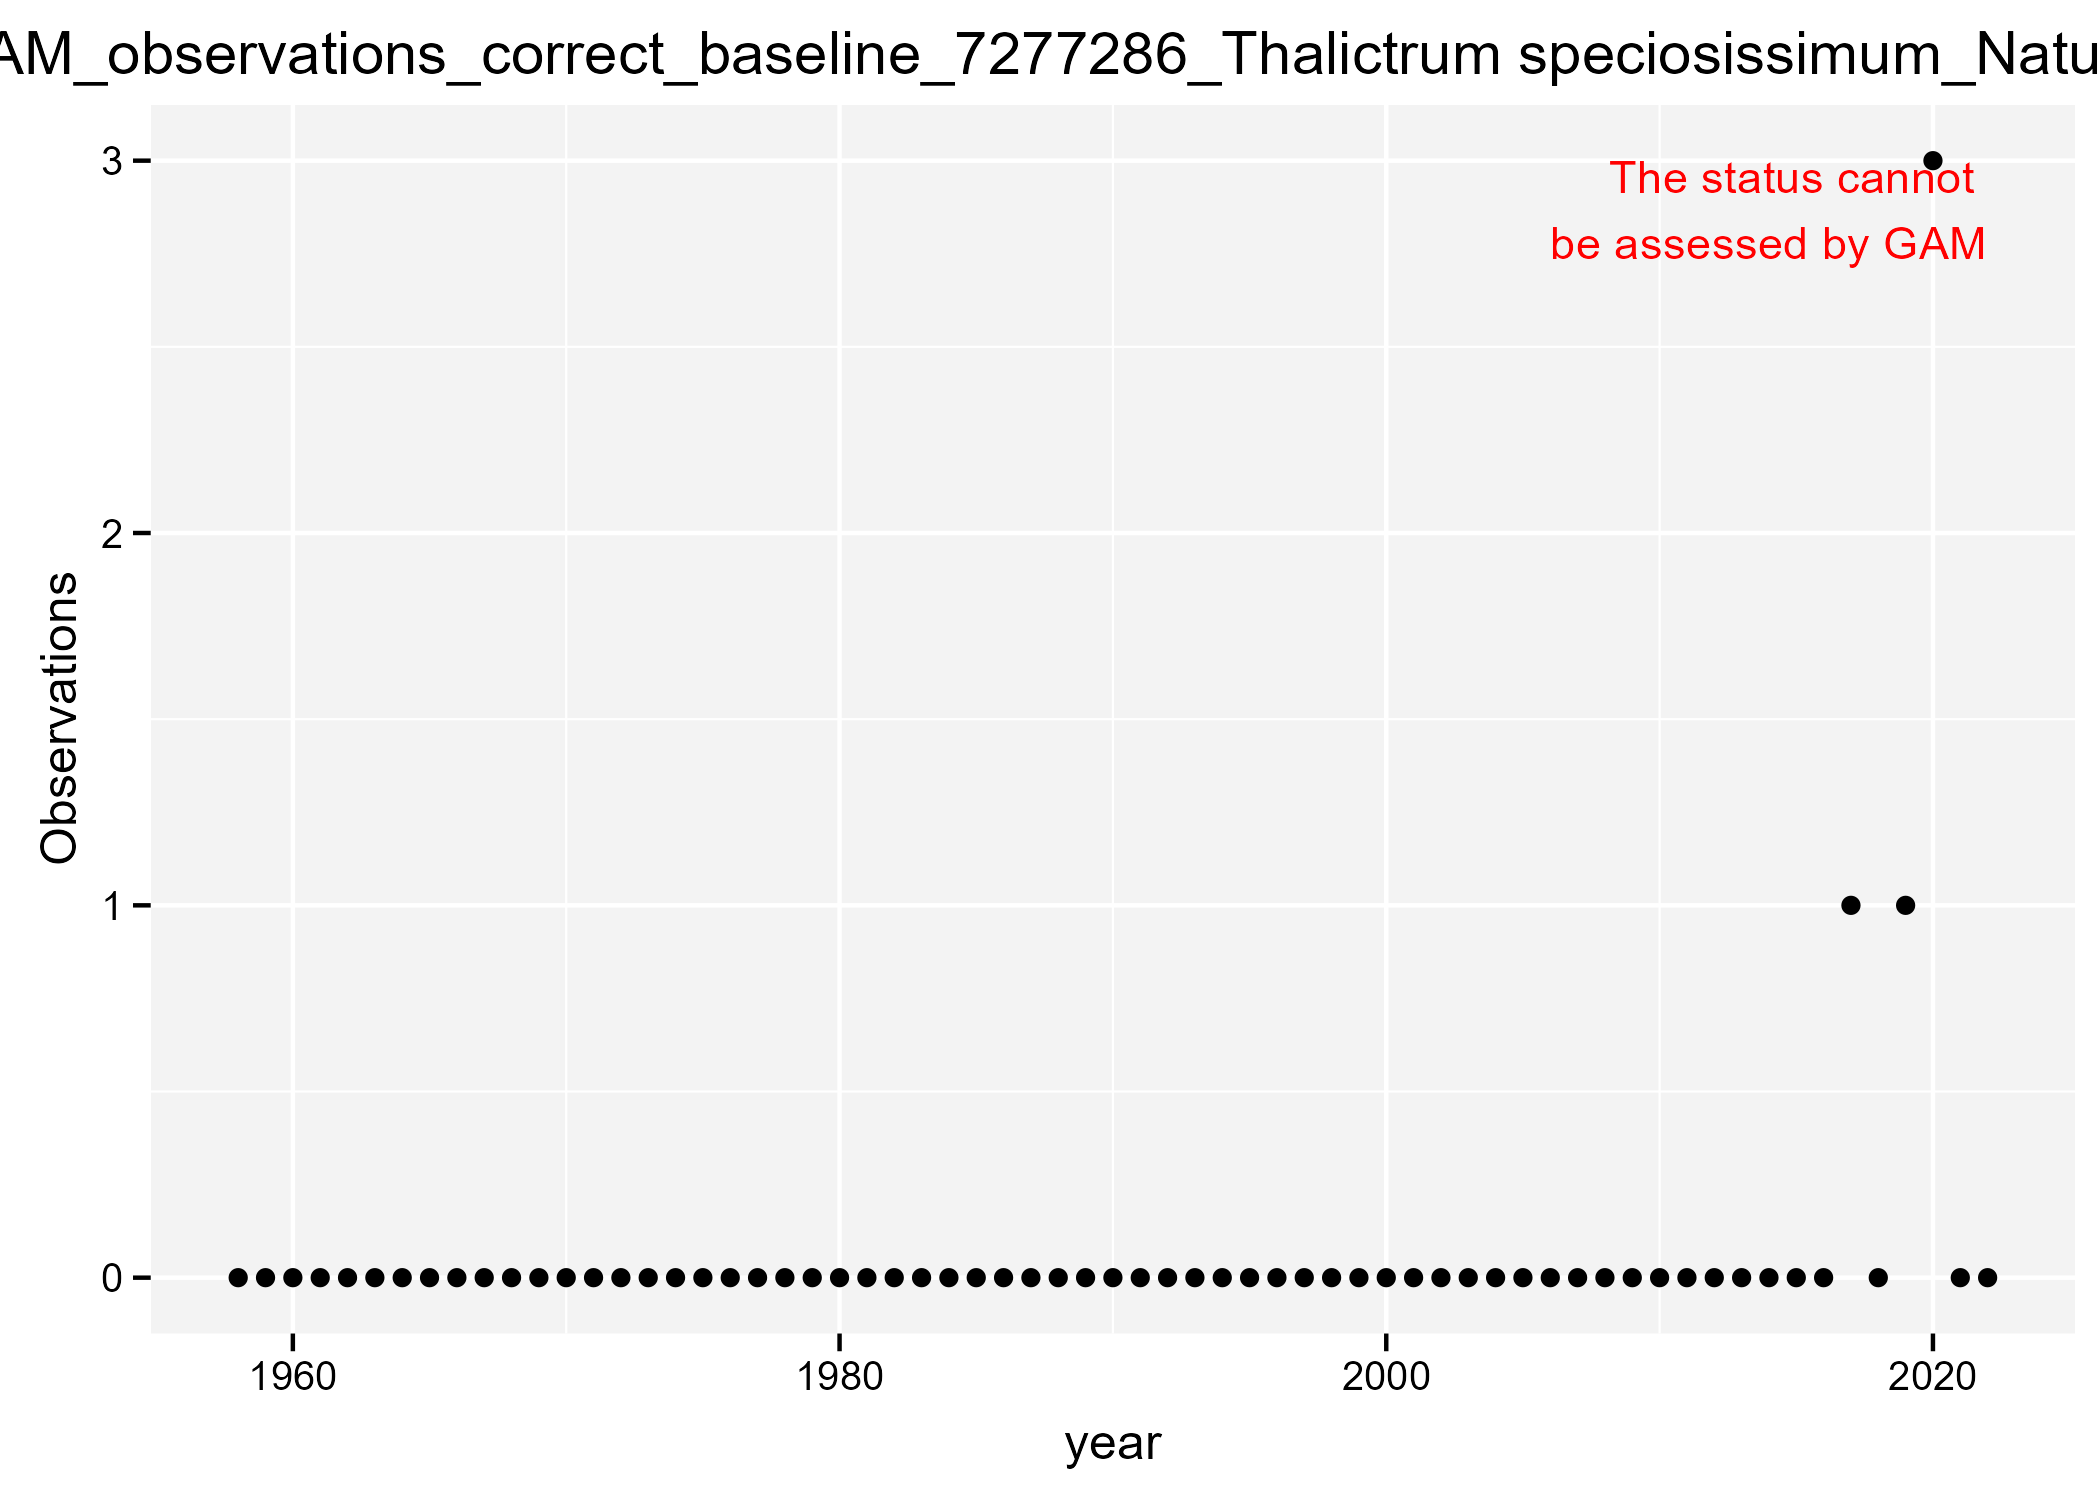 AM_observations_correct_baseline_7277286_Thalictrum speciosissimum_Natu
3
The status cannot
be assessed by GAM
2
Observations
1
0
1960 1980 2000 2020
year